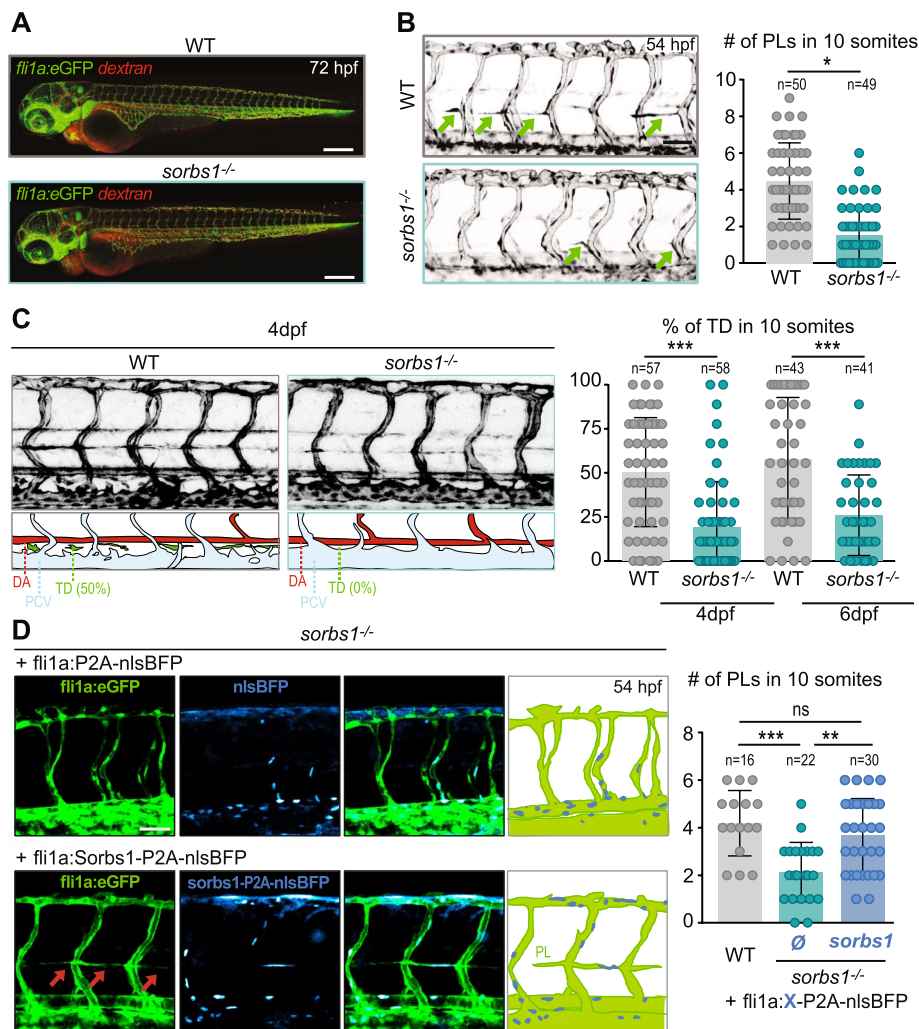 A
WT
fli1a:eGFP dextran
72 hpf
sorbs1-/-
fli1a:eGFP dextran
B
54 hpf
WT
sorbs1-/-
# of PLs in 10 somites
*
n=50 n=49
10
8
6
4
2
0
WT sorbs1-/-
C
4dpf
WT sorbs1-/-
DA
PCV
TD (50%)
DA
PCV
TD (0%)
% of TD in 10 somites
*** ***
n=57 n=58 n=43 n=41
100
75
50
25
0
WT sorbs1-/- WT sorbs1-/-
4dpf 6dpf
D
sorbs1-/-
+ fli1a:P2A-nlsBFP
fli1a:eGFP nlsBFP 54 hpf
+ fli1a:Sorbs1-P2A-nlsBFP
fli1a:eGFP sorbs1-P2A-nlsBFP
PL
# of PLs in 10 somites
ns
*** **
n=16 n=22 n=30
8
6
4
2
0
WT Ø sorbs1
sorbs1-/-
+ fli1a:X-P2A-nlsBFP